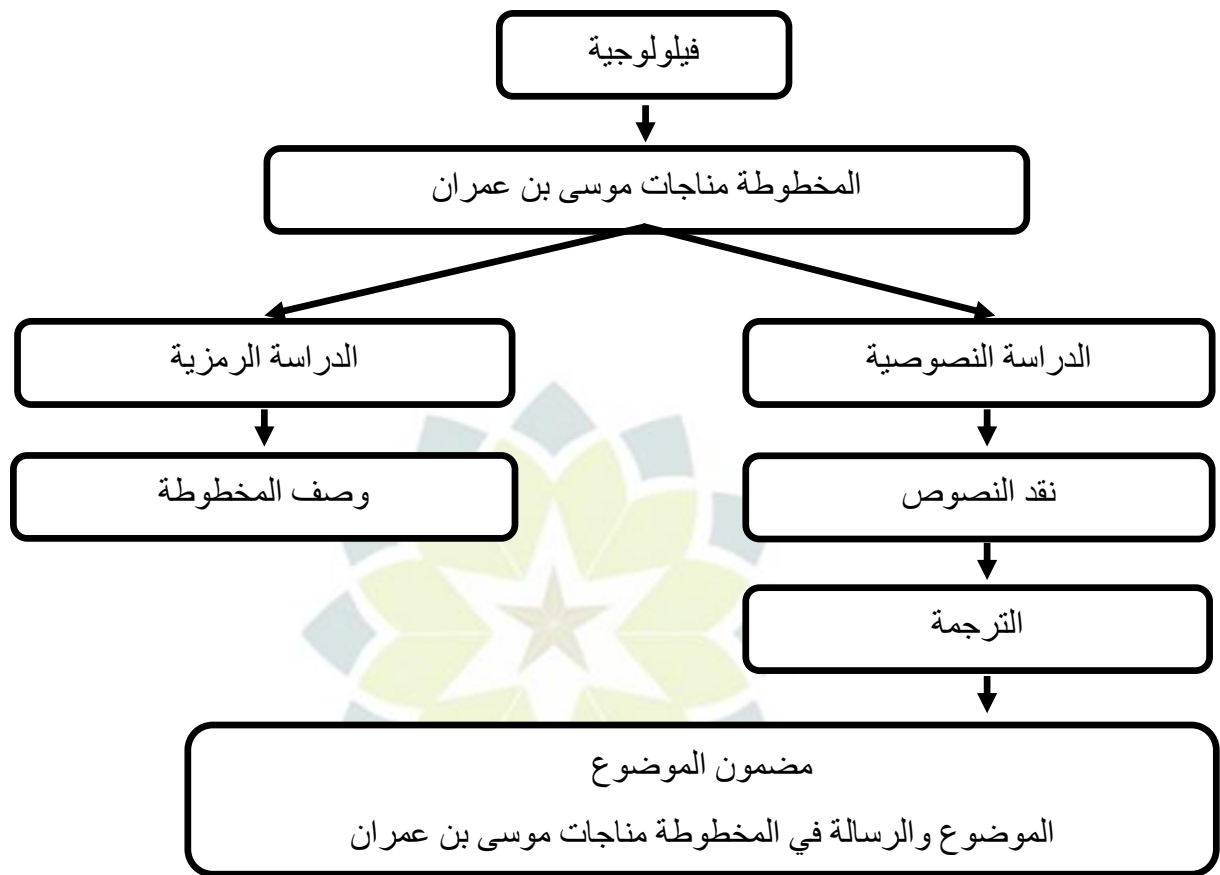 فيلولوجية
المخطوطة مناجات موسى بن عمران
الدراسة النصوصية
الدراسة الرمزية
نقد النصوص
وصف المخطوطة
الترجمة
مضمون الموضوع
الموضوع والرسالة في المخطوطة مناجات موسى بن عمران